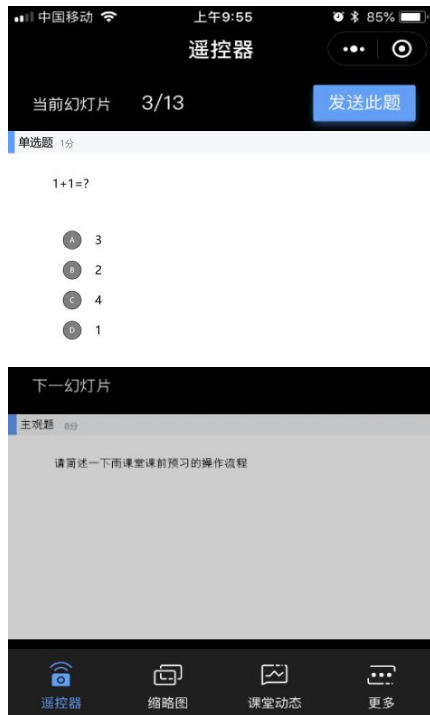 中国移动 上午9:55 85%
遥控器
当前幻灯片 3/13 发送此题
单选题 1分
1+1=?
A 3
B 2
C 4
D 1
下一幻灯片
主观题 8分
请简述一下雨课堂课前预习的操作流程
遥控器 缩略图 课堂动态 更多